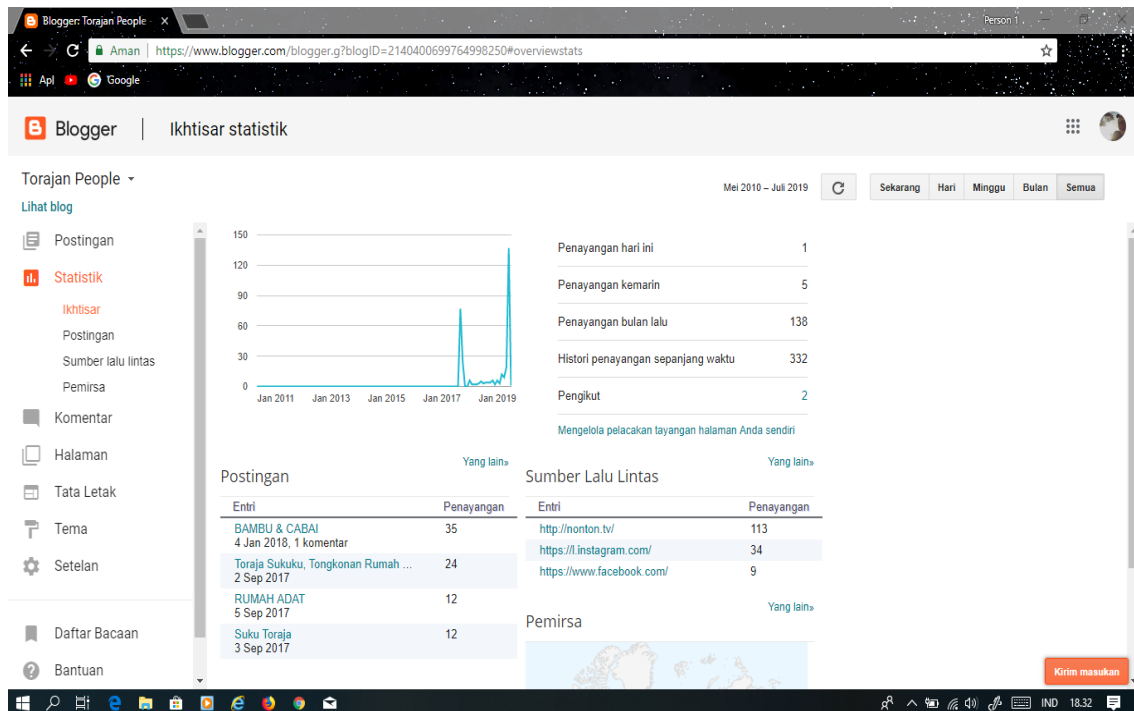 Blogger: Torajan People -
Person 1
Aman | https://www.blogger.com/blogger.g?blogID=2140400699764998250#overviewstats
Apl Google
Blogger | Ikhtisar statistik
Torajan People
Lihat blog
Mei 2010 – Juli 2019
Sekarang Hari Minggu Bulan Semua
Postingan
Statistik
Ikhtisar
Postingan
Sumber lalu lintas
Pemirsa
Komentar
Halaman
Tata Letak
Tema
Setelan
Daftar Bacaan
Bantuan
150
120
90
60
30
0
Jan 2011 Jan 2013 Jan 2015 Jan 2017 Jan 2019
Penayangan hari ini 1
Penayangan kemarin 5
Penayangan bulan lalu 138
Histori penayangan sepanjang waktu 332
Pengikut 2
Mengelola pelacakan tayangan halaman Anda sendiri
Yang lain»
Postingan
Entri Penayangan
BAMBU & CABAI 35
4 Jan 2018, 1 komentar
Toraja Sukuku, Tongkonan Rumah ... 24
2 Sep 2017
RUMAH ADAT 12
5 Sep 2017
Suku Toraja 12
3 Sep 2017
Yang lain»
Sumber Lalu Lintas
Entri Penayangan
http://nonton.tv/ 113
https://l.instagram.com/ 34
https://www.facebook.com/ 9
Yang lain»
Pemirsa
Kirim masukan
IND 18.32